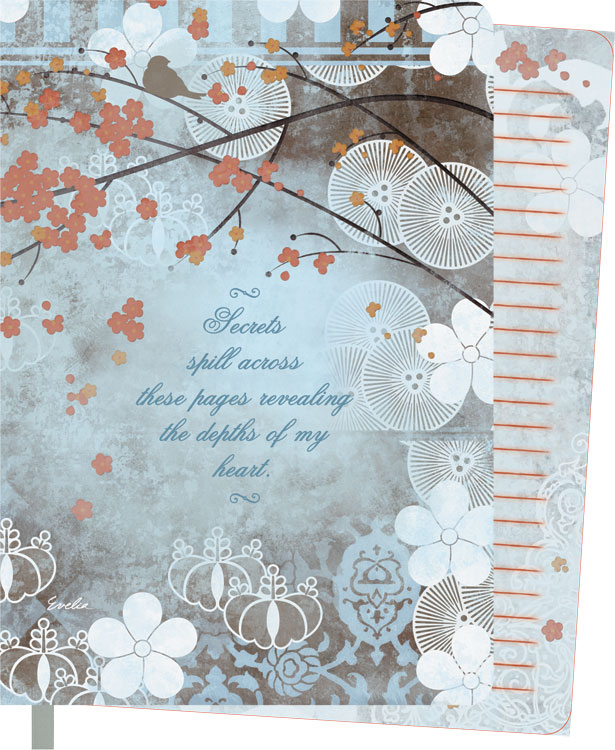 Secrets
spill across
these pages revealing
the depths of my
heart.
Evelia